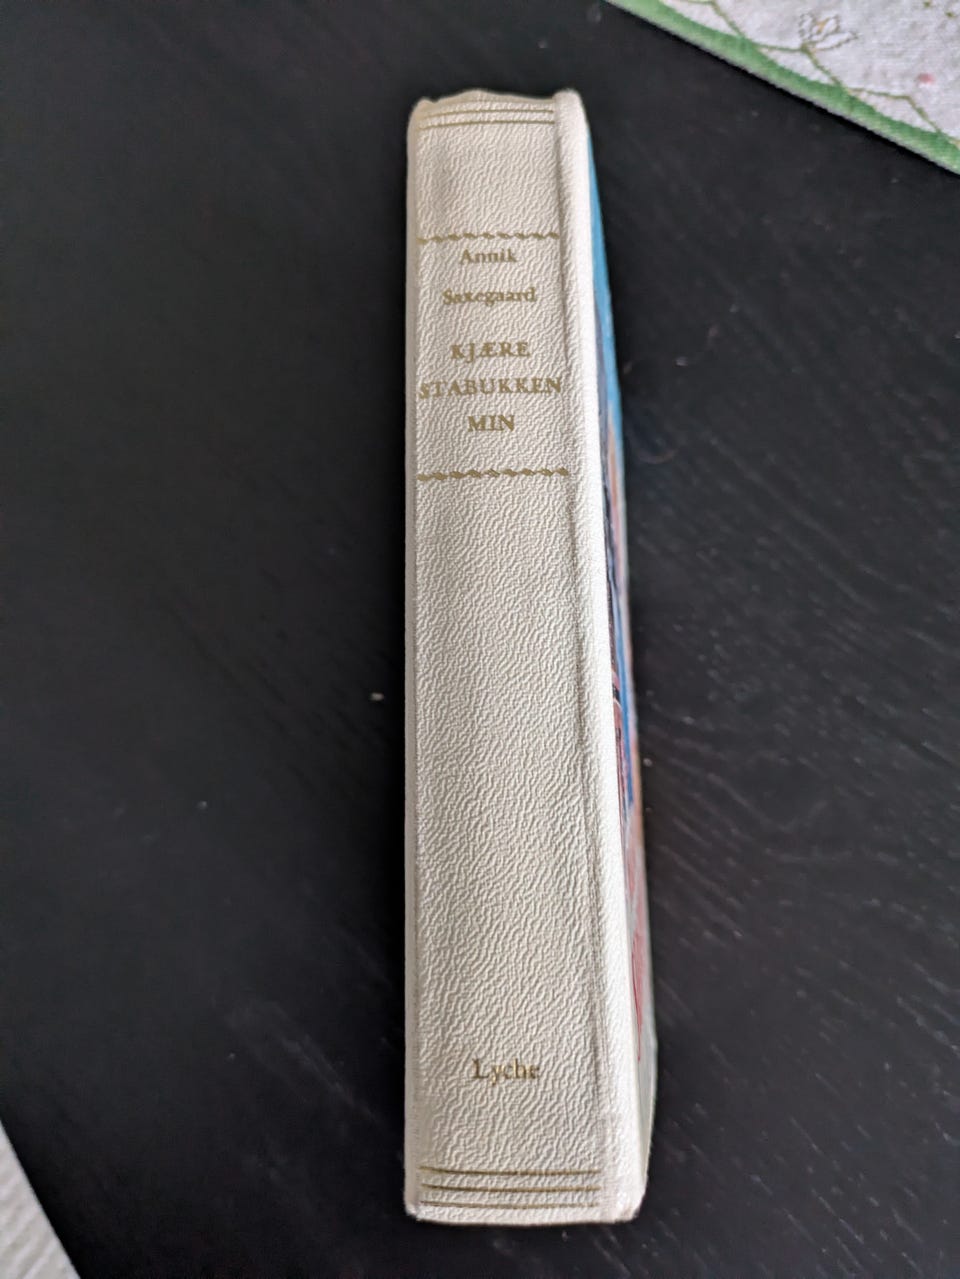 Annik
Saxegaard
KJÆRE
STABUKKEN
MIN
Lyche